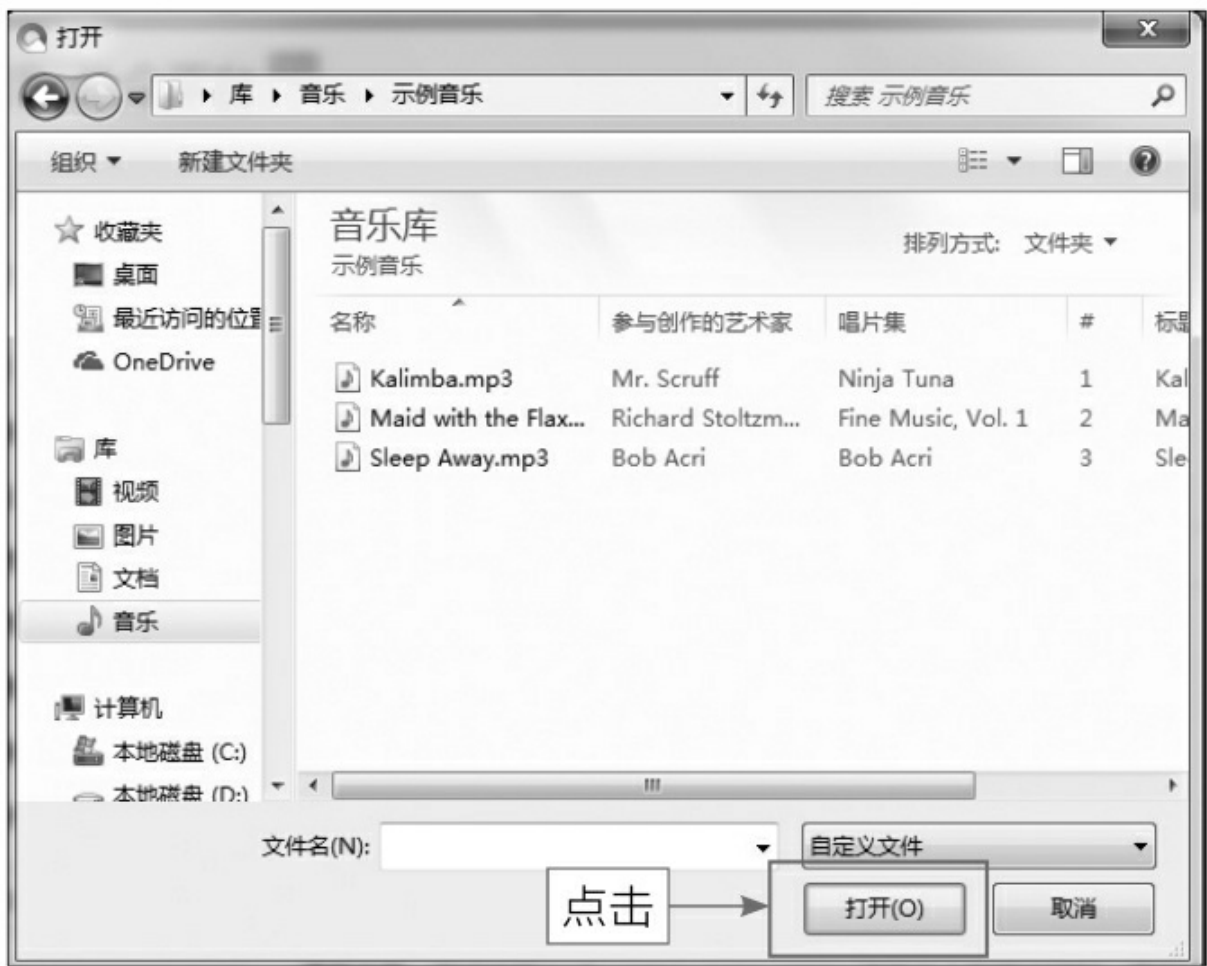 打开
库 音乐 示例音乐
搜索 示例音乐
组织 新建文件夹
收藏夹
桌面
最近访问的位置
OneDrive
库
视频
图片
文档
音乐
计算机
本地磁盘 (C:)
本地磁盘 (D:)
音乐库
示例音乐
排列方式: 文件夹
名称 参与创作的艺术家 唱片集 # 标题
Kalimba.mp3 Mr. Scruff Ninja Tuna 1 Kal
Maid with the Flax... Richard Stoltzm... Fine Music, Vol. 1 2 Ma
Sleep Away.mp3 Bob Acri Bob Acri 3 Sle
文件名(N): 自定义文件
点击 打开(O) 取消